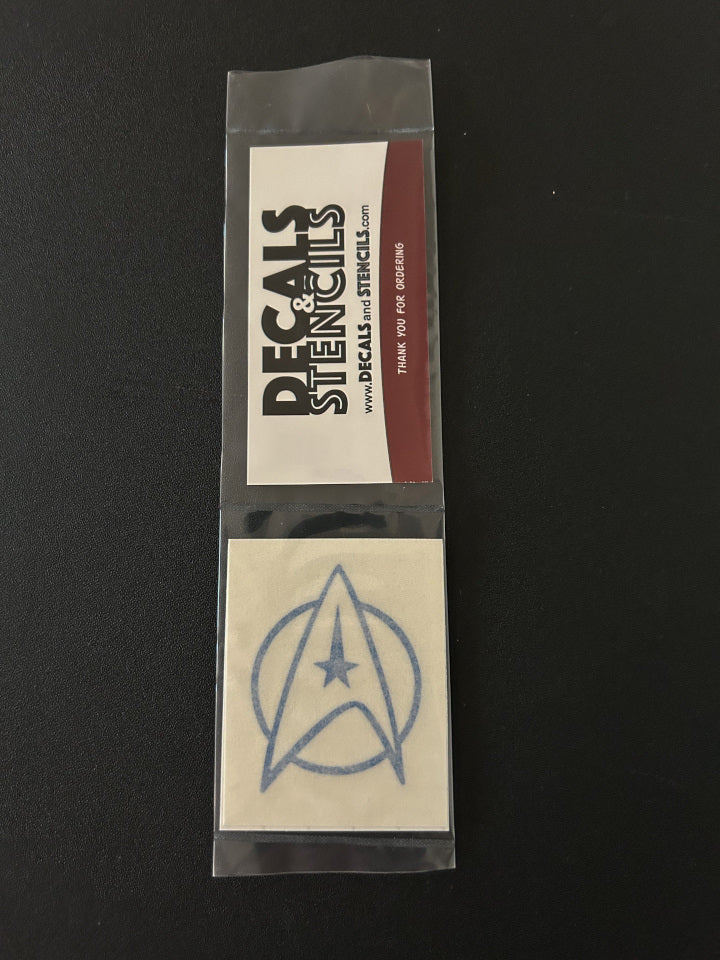 DECALS
&
STENCILS
www.DECALS and STENCILS.com
THANK YOU FOR ORDERING